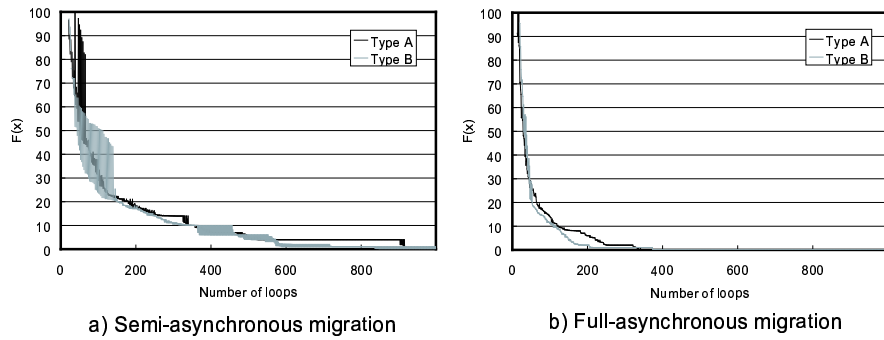 100
90
80
70
60
50
40
30
20
10
0
F(x)
Type A
Type B
0 200 400 600 800
Number of loops
a) Semi-asynchronous migration
100
90
80
70
60
50
40
30
20
10
0
F(x)
Type A
Type B
0 200 400 600 800
Number of loops
b) Full-asynchronous migration